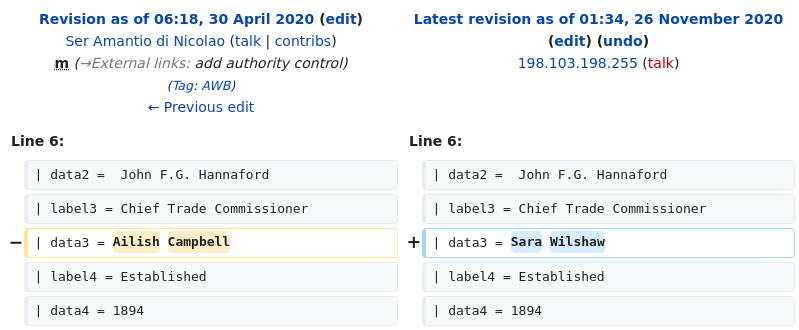 Revision as of 06:18, 30 April 2020 (edit)
Ser Amantio di Nicolao (talk | contribs)
m (→External links: add authority control)
(Tag: AWB)
← Previous edit
Latest revision as of 01:34, 26 November 2020
(edit) (undo)
198.103.198.255 (talk)
Line 6:
| data2 =  John F.G. Hannaford
| label3 = Chief Trade Commissioner
− | data3 = Ailish Campbell
| label4 = Established
| data4 = 1894
Line 6:
| data2 =  John F.G. Hannaford
| label3 = Chief Trade Commissioner
+ | data3 = Sara Wilshaw
| label4 = Established
| data4 = 1894